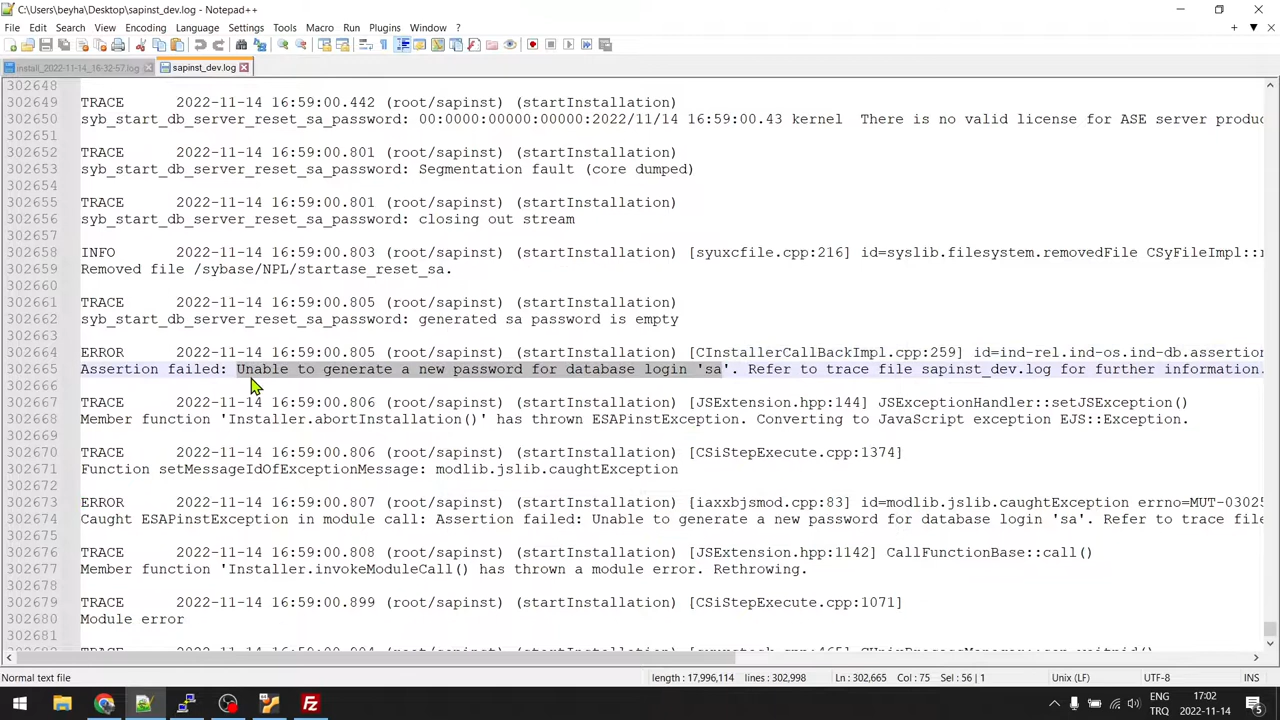 C:\Users\beyha\Desktop\sapinst_dev.log - Notepad++
File Edit Search View Encoding Language Settings Tools Macro Run Plugins Window ?
install_2022-11-14_16-32-57.log sapinst_dev.log
302648
302649 TRACE 2022-11-14 16:59:00.442 (root/sapinst) (startInstallation)
302650 syb_start_db_server_reset_sa_password: 00:0000:00000:00000:2022/11/14 16:59:00.43 kernel There is no valid license for ASE server produc
302651
302652 TRACE 2022-11-14 16:59:00.801 (root/sapinst) (startInstallation)
302653 syb_start_db_server_reset_sa_password: Segmentation fault (core dumped)
302654
302655 TRACE 2022-11-14 16:59:00.801 (root/sapinst) (startInstallation)
302656 syb_start_db_server_reset_sa_password: closing out stream
302657
302658 INFO 2022-11-14 16:59:00.803 (root/sapinst) (startInstallation) [syuxcfile.cpp:216] id=syslib.filesystem.removedFile CSyFileImpl::
302659 Removed file /sybase/NPL/startase_reset_sa.
302660
302661 TRACE 2022-11-14 16:59:00.805 (root/sapinst) (startInstallation)
302662 syb_start_db_server_reset_sa_password: generated sa password is empty
302663
302664 ERROR 2022-11-14 16:59:00.805 (root/sapinst) (startInstallation) [CInstallerCallBackImpl.cpp:259] id=ind-rel.ind-os.ind-db.assertion
302665 Assertion failed: Unable to generate a new password for database login 'sa'. Refer to trace file sapinst_dev.log for further information.
302666
302667 TRACE 2022-11-14 16:59:00.806 (root/sapinst) (startInstallation) [JSExtension.hpp:144] JSExceptionHandler::setJSException()
302668 Member function 'Installer.abortInstallation()' has thrown ESAPinstException. Converting to JavaScript exception EJS::Exception.
302669
302670 TRACE 2022-11-14 16:59:00.806 (root/sapinst) (startInstallation) [CSiStepExecute.cpp:1374]
302671 Function setMessageIdOfExceptionMessage: modlib.jslib.caughtException
302672
302673 ERROR 2022-11-14 16:59:00.807 (root/sapinst) (startInstallation) [iaxxbjsmod.cpp:83] id=modlib.jslib.caughtException errno=MUT-0302
302674 Caught ESAPinstException in module call: Assertion failed: Unable to generate a new password for database login 'sa'. Refer to trace file
302675
302676 TRACE 2022-11-14 16:59:00.808 (root/sapinst) (startInstallation) [JSExtension.hpp:1142] CallFunctionBase::call()
302677 Member function 'Installer.invokeModuleCall() has thrown a module error. Rethrowing.
302678
302679 TRACE 2022-11-14 16:59:00.899 (root/sapinst) (startInstallation) [CSiStepExecute.cpp:1071]
302680 Module error
302681
Normal text file length : 17,996,114 lines : 302,998 Ln : 302,665 Col : 75 Sel : 56 | 1 Unix (LF) UTF-8 INS
ENG 17:02
TRQ 2022-11-14 5